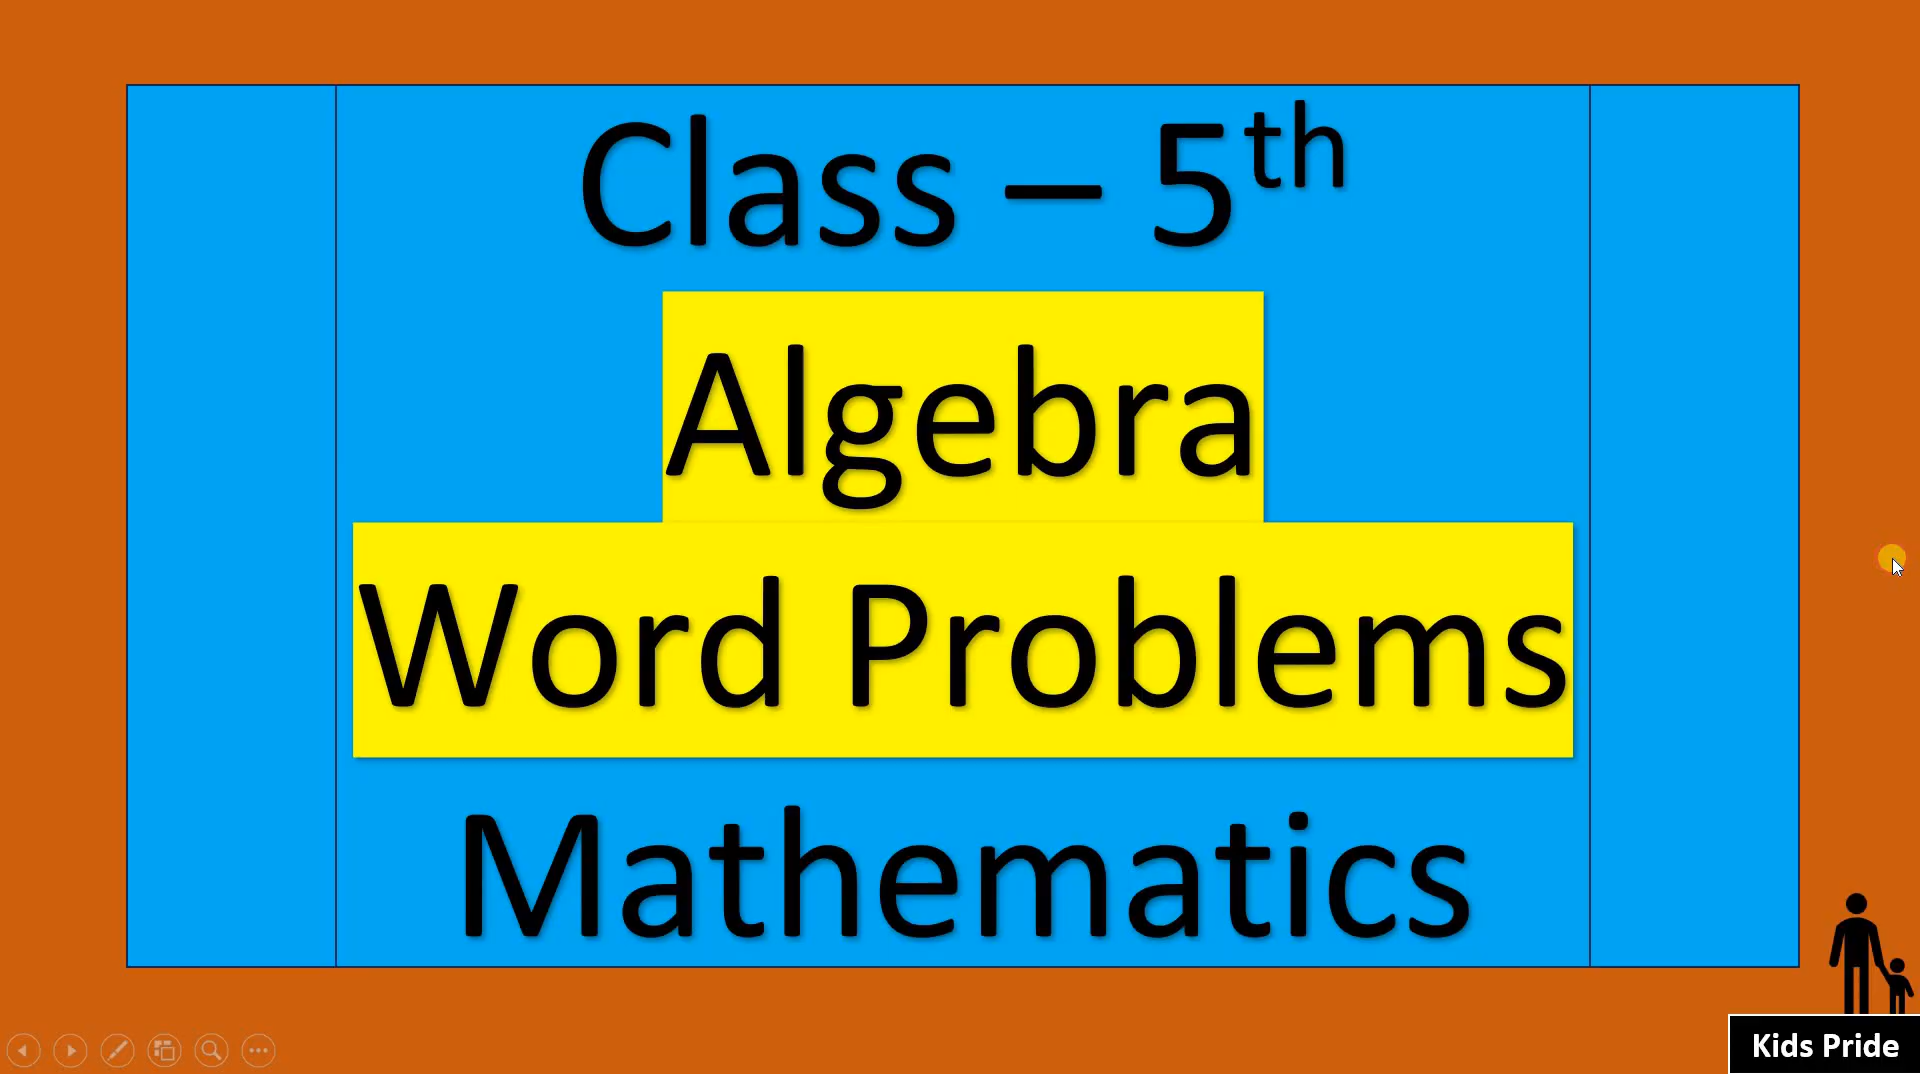 Class – 5th
Algebra
Word Problems
Mathematics
Kids Pride